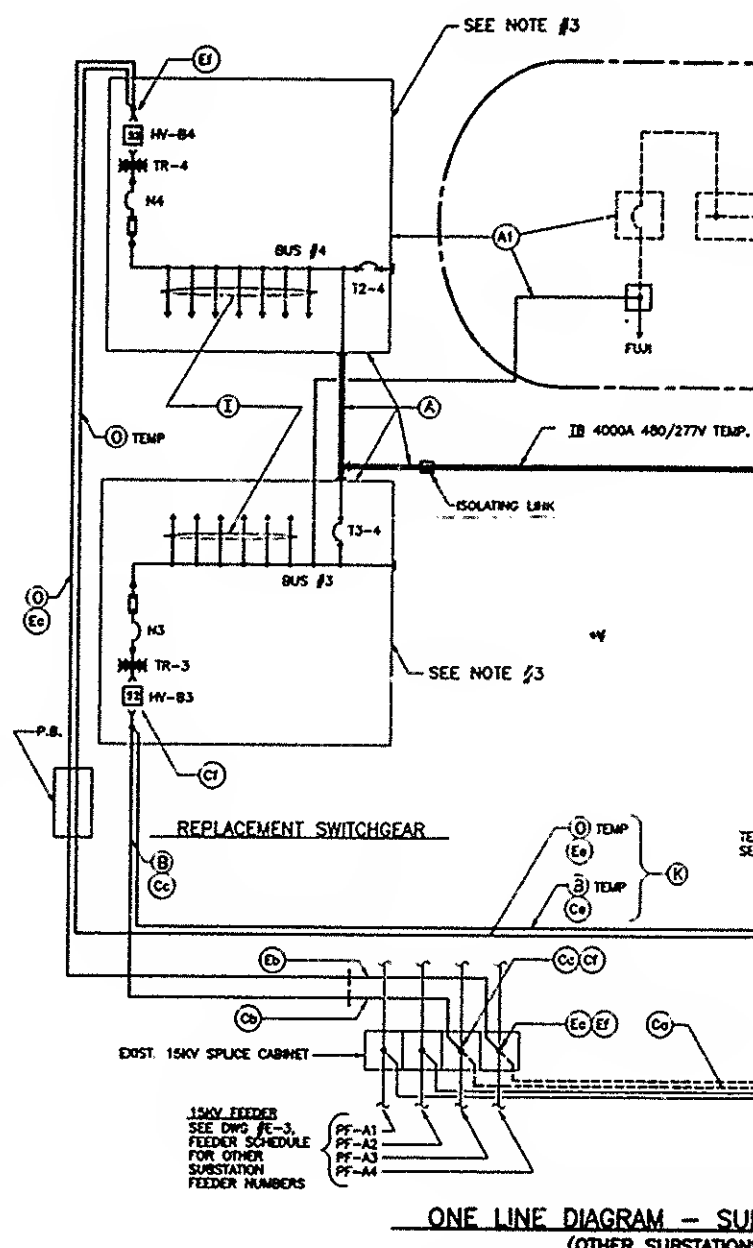 SEE NOTE #3
Ef
HV-B4
TR-4
N4
BUS #4
T2-4
A1
FUJI
I
A
O TEMP
IB 4000A 480/277V TEMP.
ISOLATING LINK
T3-4
BUS #3
O
Ec
N3
TR-3
52 HV-B3
SEE NOTE #3
P.B.
Cf
REPLACEMENT SWITCHGEAR
O TEMP
Ee
K
B
Cc
B TEMP
Ce
Eb
Cc Cf
Cb
Ec Ef
EXIST. 15KV SPLICE CABINET
15KV FEEDER
SEE DWG #E-3,
FEEDER SCHEDULE
FOR OTHER
SUBSTATION
FEEDER NUMBERS
PF-A1
PF-A2
PF-A3
PF-A4
ONE LINE DIAGRAM - SU
(OTHER SUBSTATION